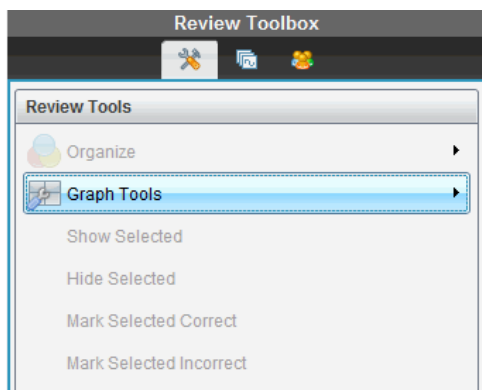 Review Toolbox
Review Tools
Organize
Graph Tools
Show Selected
Hide Selected
Mark Selected Correct
Mark Selected Incorrect